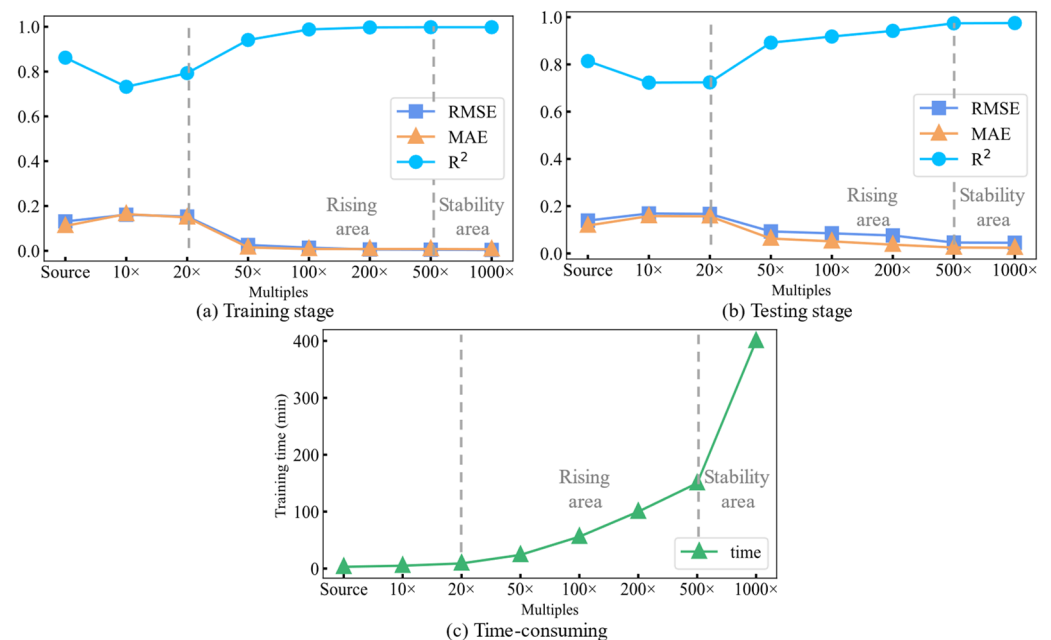 1.0
0.8
0.6
0.4
0.2
0.0
RMSE
MAE
R²
Rising
area
Stability
area
Source 10× 20× 50× 100× 200× 500× 1000×
Multiples
(a) Training stage
1.0
0.8
0.6
0.4
0.2
0.0
RMSE
MAE
R²
Rising
area
Stability
area
Source 10× 20× 50× 100× 200× 500× 1000×
Multiples
(b) Testing stage
Training time (min)
400
300
200
100
0
Rising
area
Stability
area
time
Source 10× 20× 50× 100× 200× 500× 1000×
Multiples
(c) Time-consuming